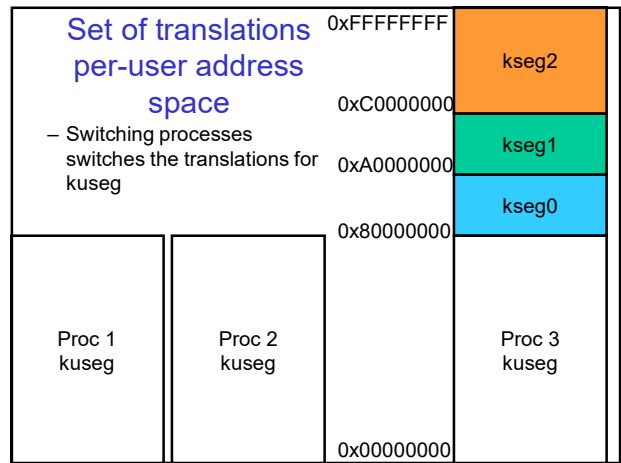 Set of translations
per-user address
space
– Switching processes
switches the translations for
kuseg
0xFFFFFFFF
kseg2
0xC0000000
kseg1
0xA0000000
kseg0
0x80000000
Proc 1
kuseg
Proc 2
kuseg
Proc 3
kuseg
0x00000000